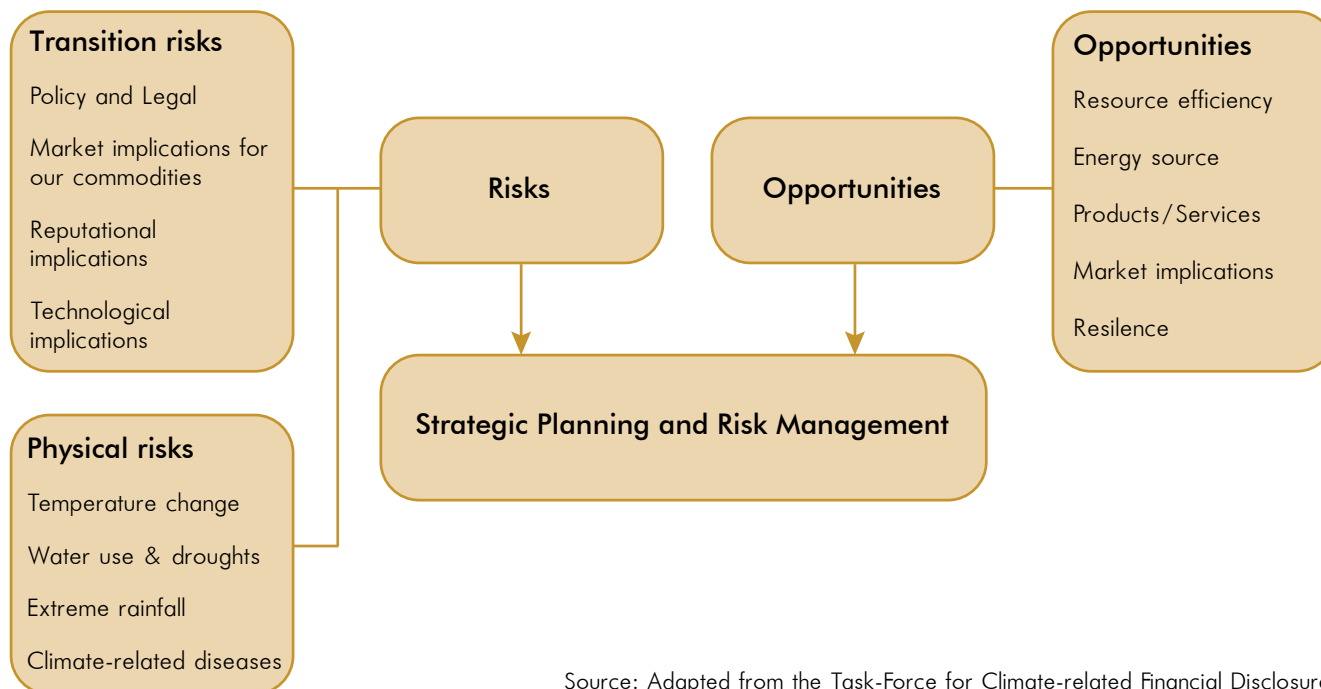 Transition risks
Policy and Legal
Market implications for
our commodities
Reputational
implications
Technological
implications
Physical risks
Temperature change
Water use & droughts
Extreme rainfall
Climate-related diseases
Risks
Opportunities
Strategic Planning and Risk Management
Opportunities
Resource efficiency
Energy source
Products/Services
Market implications
Resilence
Source: Adapted from the Task-Force for Climate-related Financial Disclosure